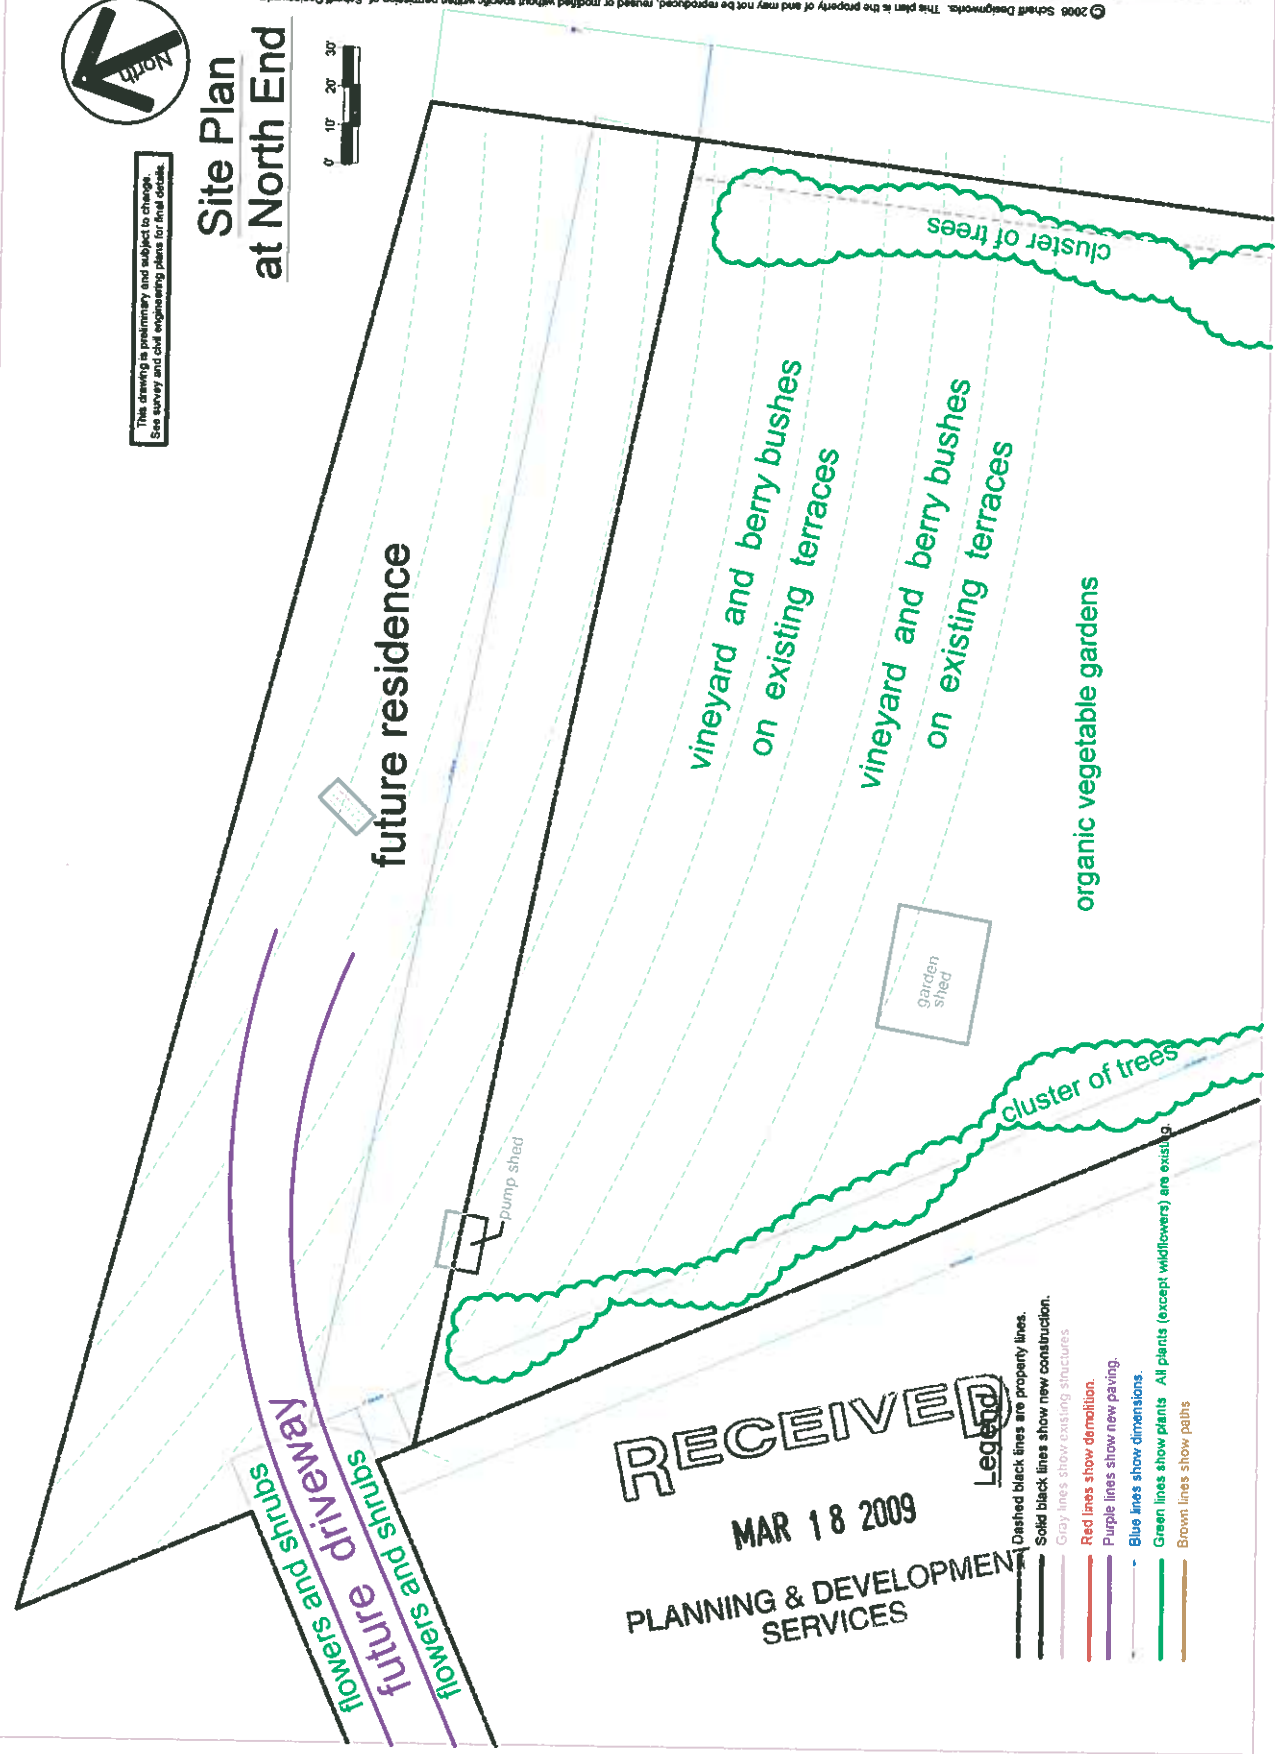 Site Plan
at North End
North
0' 10' 20' 30'
This drawing is preliminary and subject to change.
See survey and civil engineering plans for final details.
© 2008 Scharff Designworks. This plan is the property of and may not be reproduced, reused or modified without specific written permission of
future residence
vineyard and berry bushes
on existing terraces
vineyard and berry bushes
on existing terraces
organic vegetable gardens
cluster of trees
garden
shed
cluster of trees
pump shed
flowers and shrubs
future driveway
flowers and shrubs
RECEIVED
MAR 18 2009
PLANNING & DEVELOPMENT
SERVICES
Legend
Dashed black lines are property lines.
Solid black lines show new construction.
Gray lines show existing structures
Red lines show demolition.
Purple lines show new paving.
Blue lines show dimensions.
Green lines show plants All plants (except wildflowers) are existing.
Brown lines show paths